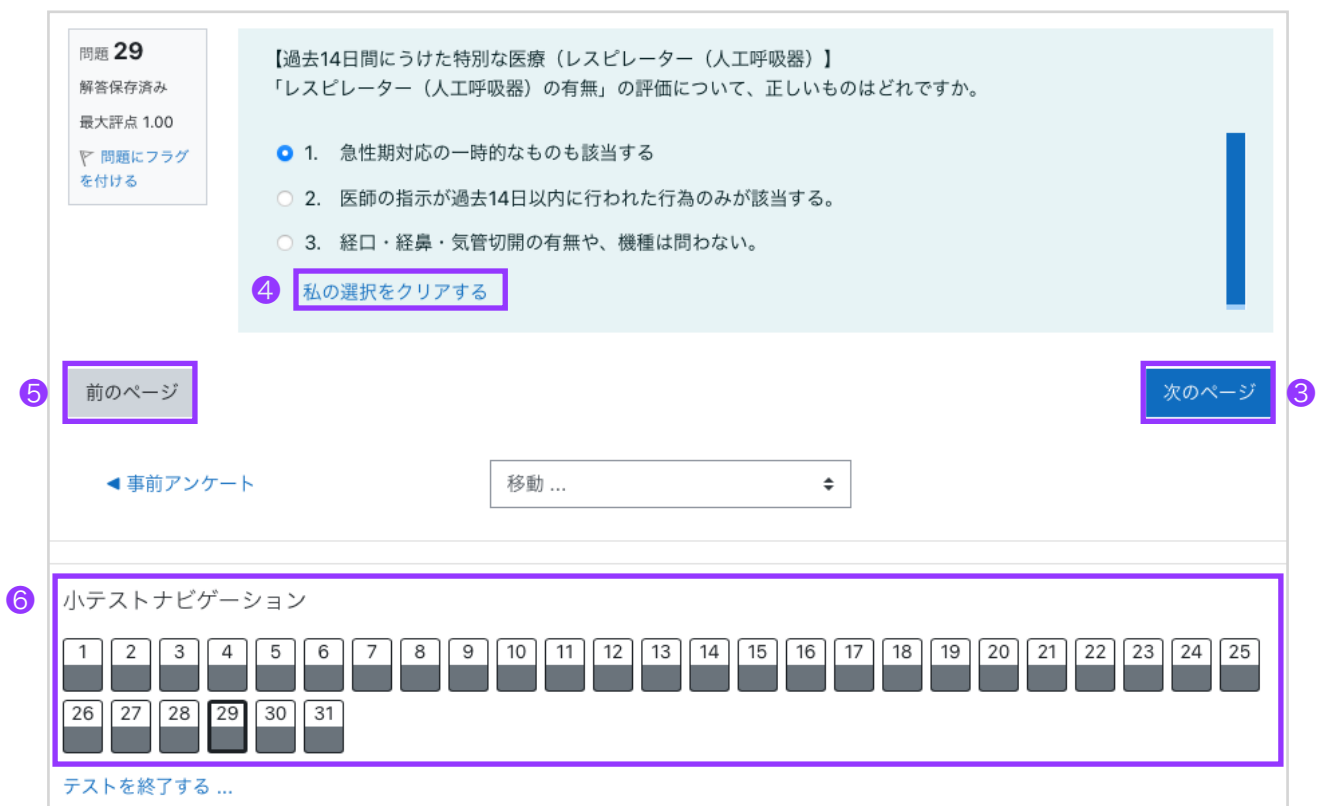 問題 29
解答保存済み
最大評点 1.00
問題にフラグ
を付ける
【過去14日間にうけた特別な医療（レスピレーター（人工呼吸器）】
「レスピレーター（人工呼吸器）の有無」の評価について、正しいものはどれですか。
1. 急性期対応の一時的なものも該当する
2. 医師の指示が過去14日以内に行われた行為のみが該当する。
3. 経口・経鼻・気管切開の有無や、機種は問わない。
❹ 私の選択をクリアする
❺ 前のページ
次のページ ❸
◀ 事前アンケート
移動 ...
❻ 小テストナビゲーション
1 2 3 4 5 6 7 8 9 10 11 12 13 14 15 16 17 18 19 20 21 22 23 24 25
26 27 28 29 30 31
テストを終了する ...